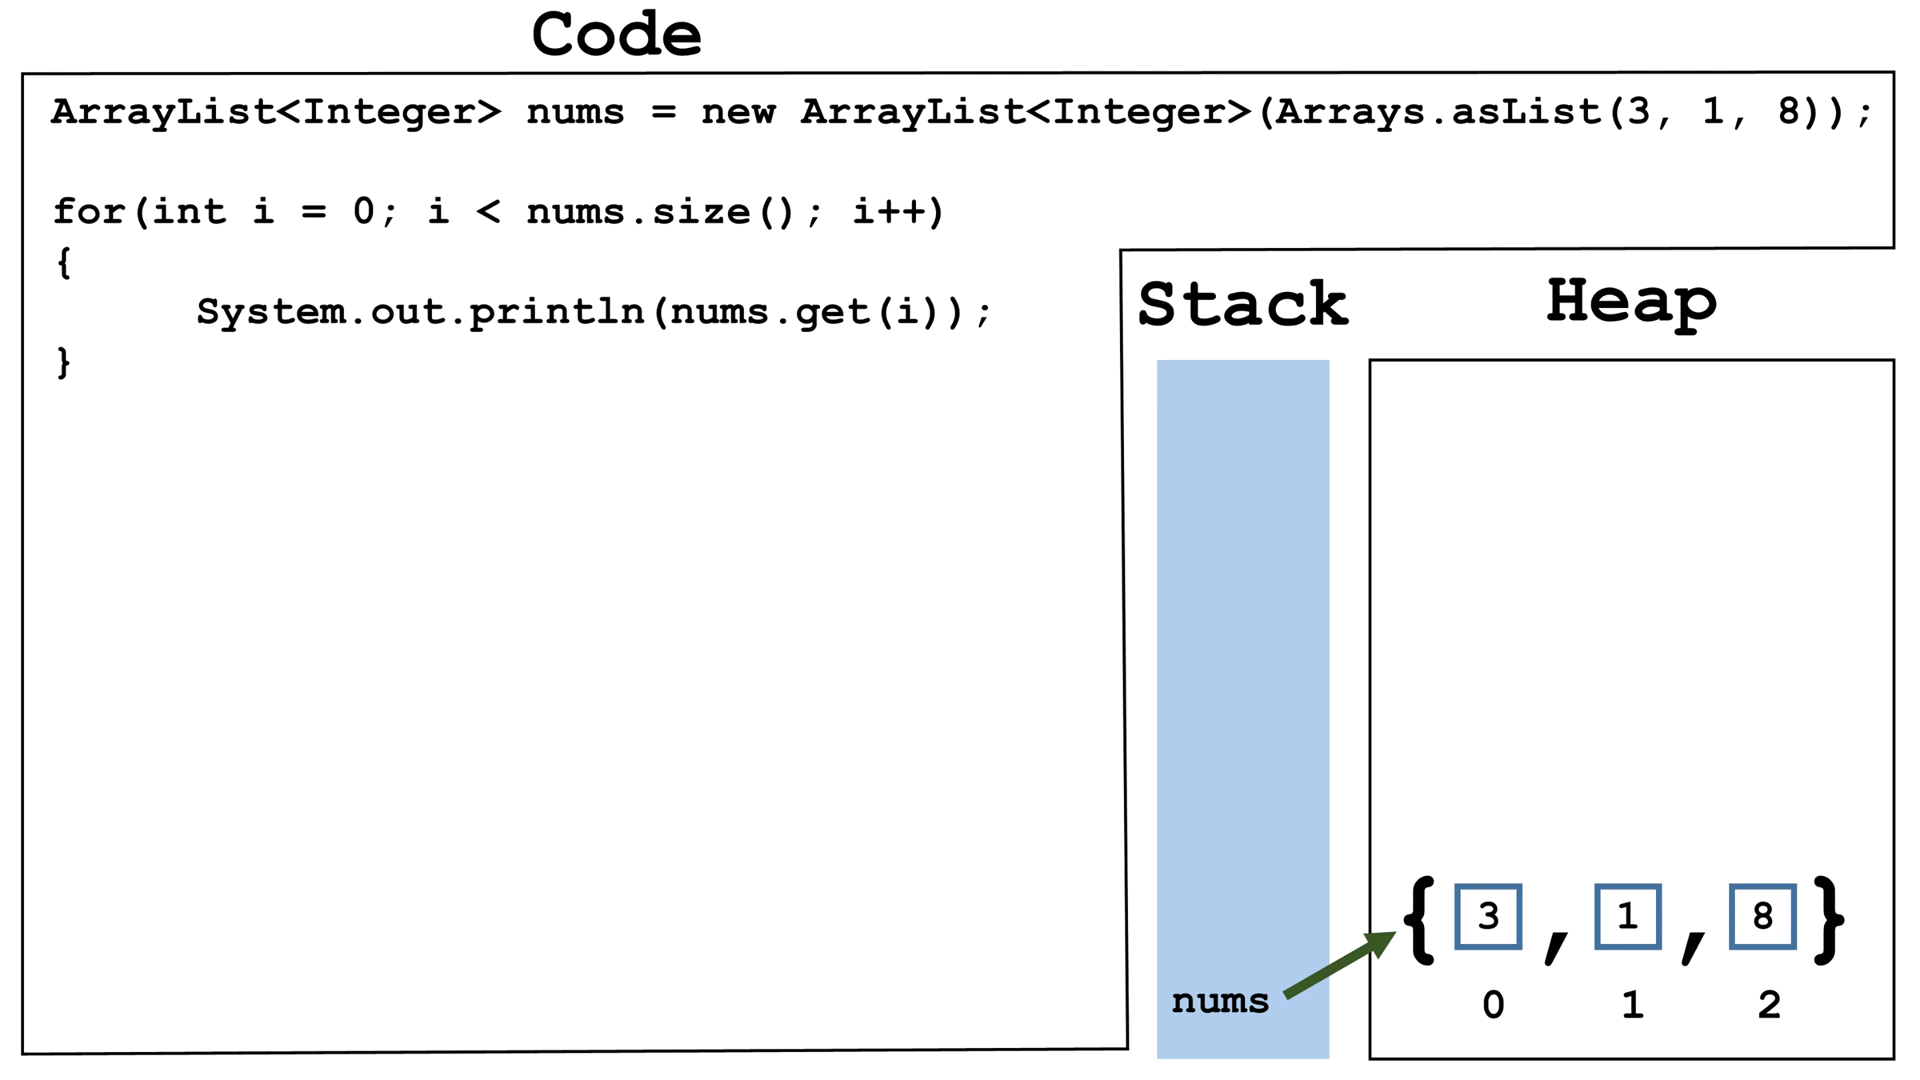 Code
ArrayList<Integer> nums = new ArrayList<Integer>(Arrays.asList(3, 1, 8));
for(int i = 0; i < nums.size(); i++)
{
System.out.println(nums.get(i));
}
Stack
Heap
{ 3 , 1 , 8 }
nums
0 1 2